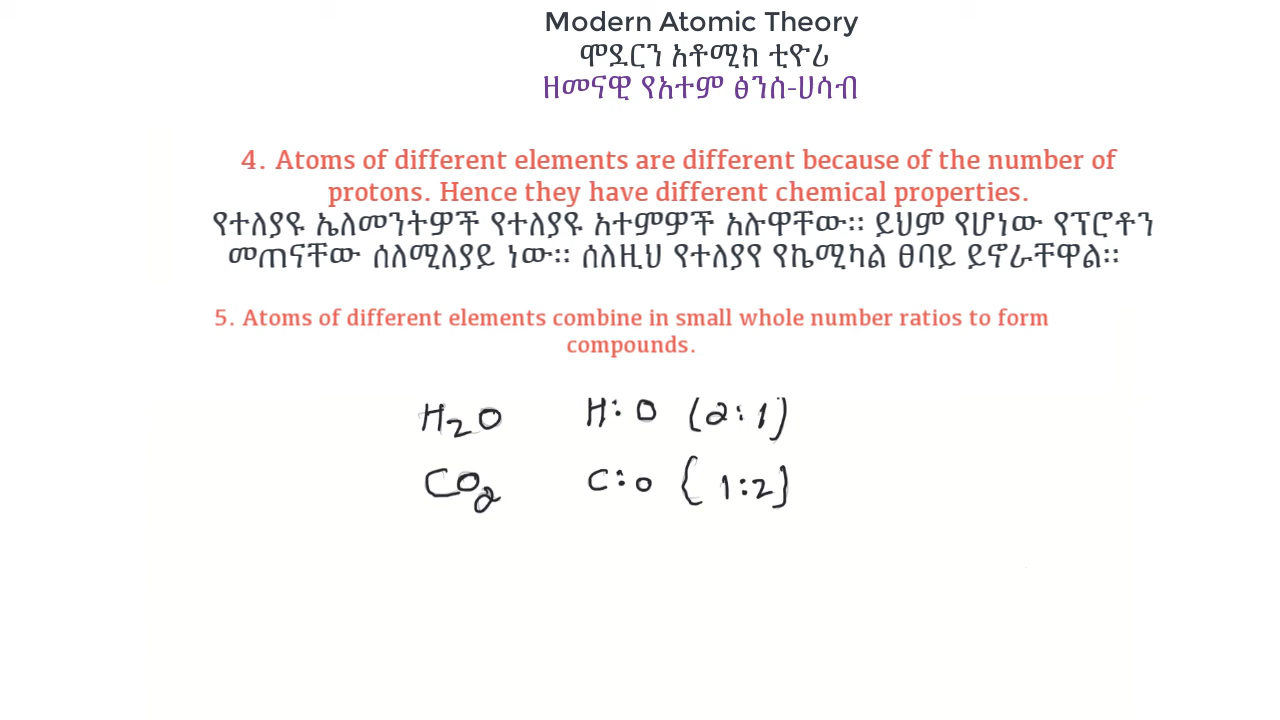 Modern Atomic Theory
ሞደርን አቶሚክ ቲዮሪ
ዘመናዊ የአተም ፅንሰ-ሀሳብ
4. Atoms of different elements are different because of the number of
protons. Hence they have different chemical properties.
የተለያዩ ኤለመንትዎች የተለያዩ አተምዎች አሉዋቸው፡፡ ይህም የሆነው የፕሮቶን
መጠናቸው ሰለሚለያይ ነው፡፡ ሰለዚህ የተለያየ የኬሚካል ፀባይ ይኖራቸዋል፡፡
5. Atoms of different elements combine in small whole number ratios to form
compounds.
H₂O H:O (2:1)
CO₂ C:O {1:2}